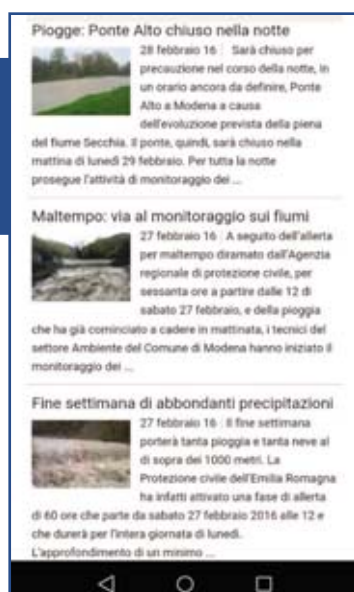 Piogge: Ponte Alto chiuso nella notte
28 febbraio 16 | Sarà chiuso per
precauzione nel corso della notte, in
un orario ancora da definire, Ponte
Alto a Modena a causa
dell'evoluzione prevista della piena
del fiume Secchia. Il ponte, quindi, sarà chiuso nella
mattina di lunedì 29 febbraio. Per tutta la notte
prosegue l'attività di monitoraggio dei ...
Maltempo: via al monitoraggio sui fiumi
27 febbraio 16 | A seguito dell'allerta
per maltempo diramato dall'Agenzia
regionale di protezione civile, per
sessanta ore a partire dalle 12 di
sabato 27 febbraio, e della pioggia
che ha già cominciato a cadere in mattinata, i tecnici del
settore Ambiente del Comune di Modena hanno iniziato il
monitoraggio dei ...
Fine settimana di abbondanti precipitazioni
27 febbraio 16 | Il fine settimana
porterà tanta pioggia e tanta neve al
di sopra dei 1000 metri. La
Protezione civile dell'Emilia Romagna
ha infatti attivato una fase di allerta
di 60 ore che parte da sabato 27 febbraio 2016 alle 12 e
che durerà per l'intera giornata di lunedì.
L'approfondimento di un minimo ...